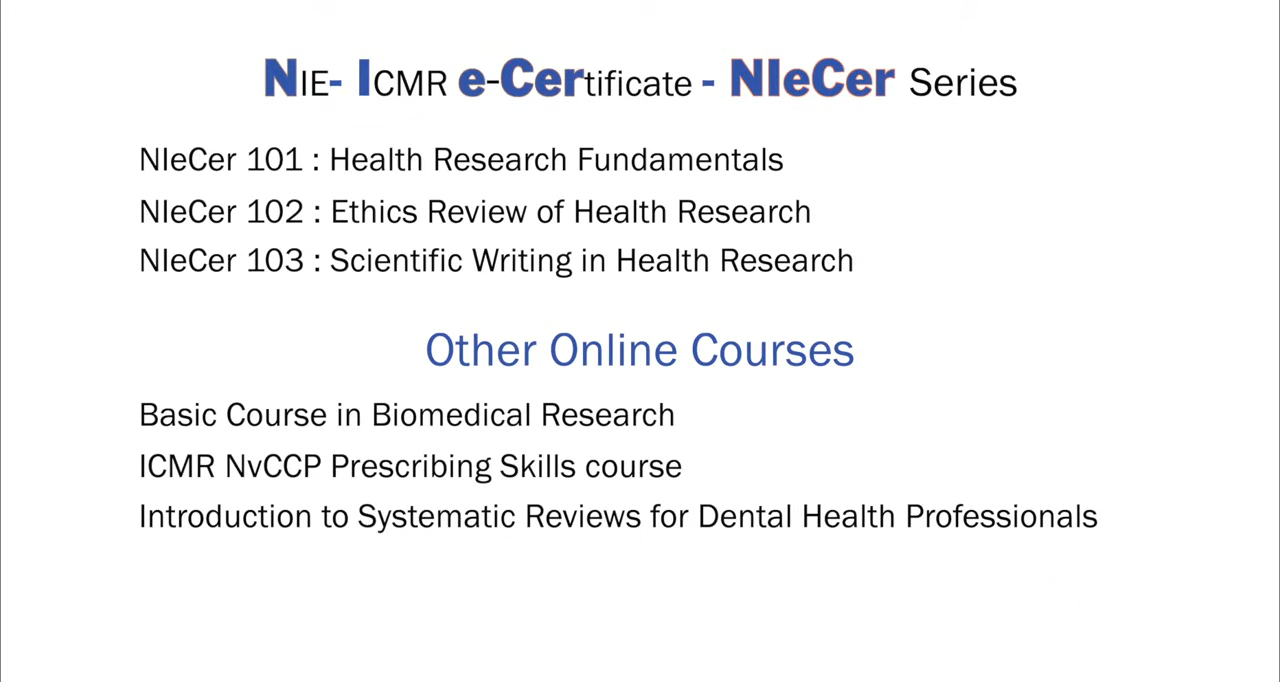 NIE- ICMR e-Certificate - NIeCer Series
NIeCer 101 : Health Research Fundamentals
NIeCer 102 : Ethics Review of Health Research
NIeCer 103 : Scientific Writing in Health Research
Other Online Courses
Basic Course in Biomedical Research
ICMR NvCCP Prescribing Skills course
Introduction to Systematic Reviews for Dental Health Professionals